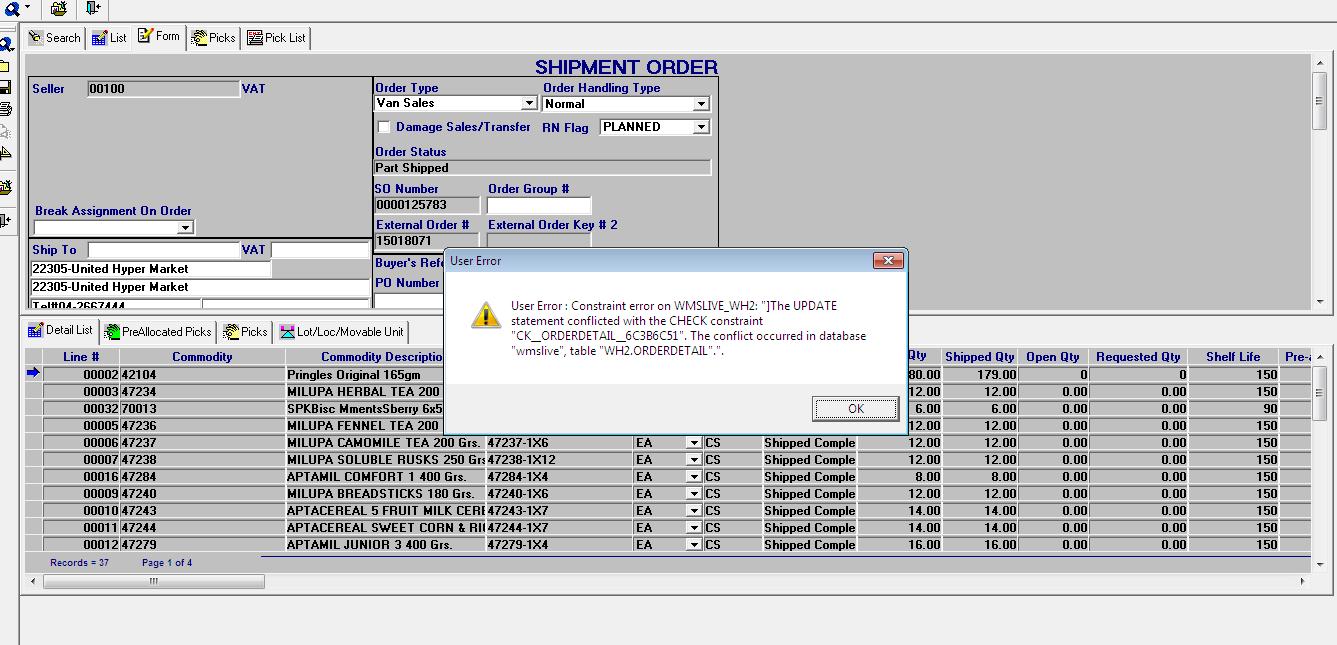 Search List Form Picks Pick List
SHIPMENT ORDER
Seller 00100 VAT
Order Type Order Handling Type
Van Sales Normal
Damage Sales/Transfer RN Flag PLANNED
Order Status
Part Shipped
SO Number Order Group #
0000125783
Break Assignment On Order
External Order # External Order Key # 2
15018071
Ship To VAT
22305-United Hyper Market
22305-United Hyper Market
Tel#04-2667444
Buyer's Refe
PO Number
User Error
User Error : Constraint error on WMSLIVE_WH2: "]The UPDATE
statement conflicted with the CHECK constraint
"CK__ORDERDETAIL__6C3B6C51". The conflict occurred in database
"wmslive", table "WH2.ORDERDETAIL".".
OK
Detail List PreAllocated Picks Picks Lot/Loc/Movable Unit
Line # Commodity Commodity Descriptio Qty Shipped Qty Open Qty Requested Qty Shelf Life Pre-a
00002 42104 Pringles Original 165gm 80.00 179.00 0 0 150
00003 47234 MILUPA HERBAL TEA 200 12.00 12.00 0.00 0.00 150
00032 70013 SPKBisc MmentsSberry 6x5 6.00 6.00 0.00 0.00 90
00005 47236 MILUPA FENNEL TEA 200 12.00 12.00 0.00 0.00 150
00006 47237 MILUPA CAMOMILE TEA 200 Grs. 47237-1X6 EA CS Shipped Comple 12.00 12.00 0.00 0.00 150
00007 47238 MILUPA SOLUBLE RUSKS 250 Grs 47238-1X12 EA CS Shipped Comple 12.00 12.00 0.00 0.00 150
00016 47284 APTAMIL COMFORT 1 400 Grs. 47284-1X4 EA CS Shipped Comple 8.00 8.00 0.00 0.00 150
00009 47240 MILUPA BREADSTICKS 180 Grs. 47240-1X6 EA CS Shipped Comple 12.00 12.00 0.00 0.00 150
00010 47243 APTACEREAL 5 FRUIT MILK CERE 47243-1X7 EA CS Shipped Comple 14.00 14.00 0.00 0.00 150
00011 47244 APTACEREAL SWEET CORN & RI 47244-1X7 EA CS Shipped Comple 14.00 14.00 0.00 0.00 150
00012 47279 APTAMIL JUNIOR 3 400 Grs. 47279-1X4 EA CS Shipped Comple 16.00 16.00 0.00 0.00 150
Records = 37 Page 1 of 4